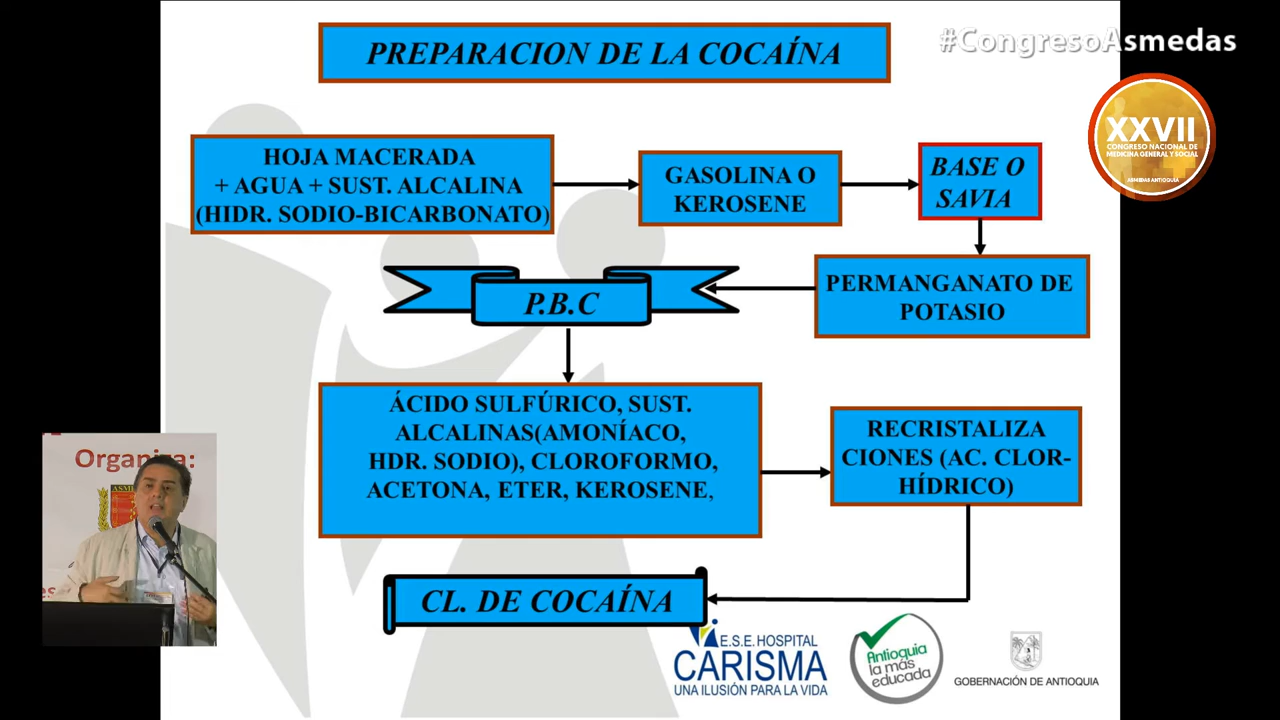 PREPARACION DE LA COCAÍNA
#CongresoAsmedas
XXVII
CONGRESO NACIONAL DE
MEDICINA GENERAL Y SOCIAL
ASMEDAS ANTIOQUIA
HOJA MACERADA
+ AGUA + SUST. ALCALINA
(HIDR. SODIO-BICARBONATO)
GASOLINA O
KEROSENE
BASE O
SAVIA
P.B.C
PERMANGANATO DE
POTASIO
ÁCIDO SULFÚRICO, SUST.
ALCALINAS(AMONÍACO,
HDR. SODIO), CLOROFORMO,
ACETONA, ETER, KEROSENE,
RECRISTALIZA
CIONES (AC. CLOR-
HÍDRICO)
Organiza:
CL. DE COCAÍNA
E.S.E. HOSPITAL
CARISMA
UNA ILUSIÓN PARA LA VIDA
Antioquia
la más
educada
GOBERNACIÓN DE ANTIOQUIA